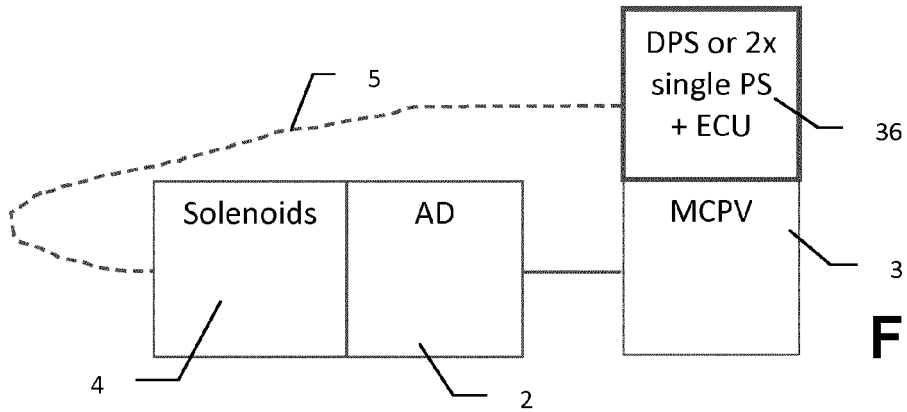 DPS or 2x
single PS
+ ECU
5
36
Solenoids
AD
MCPV
3
F
4
2